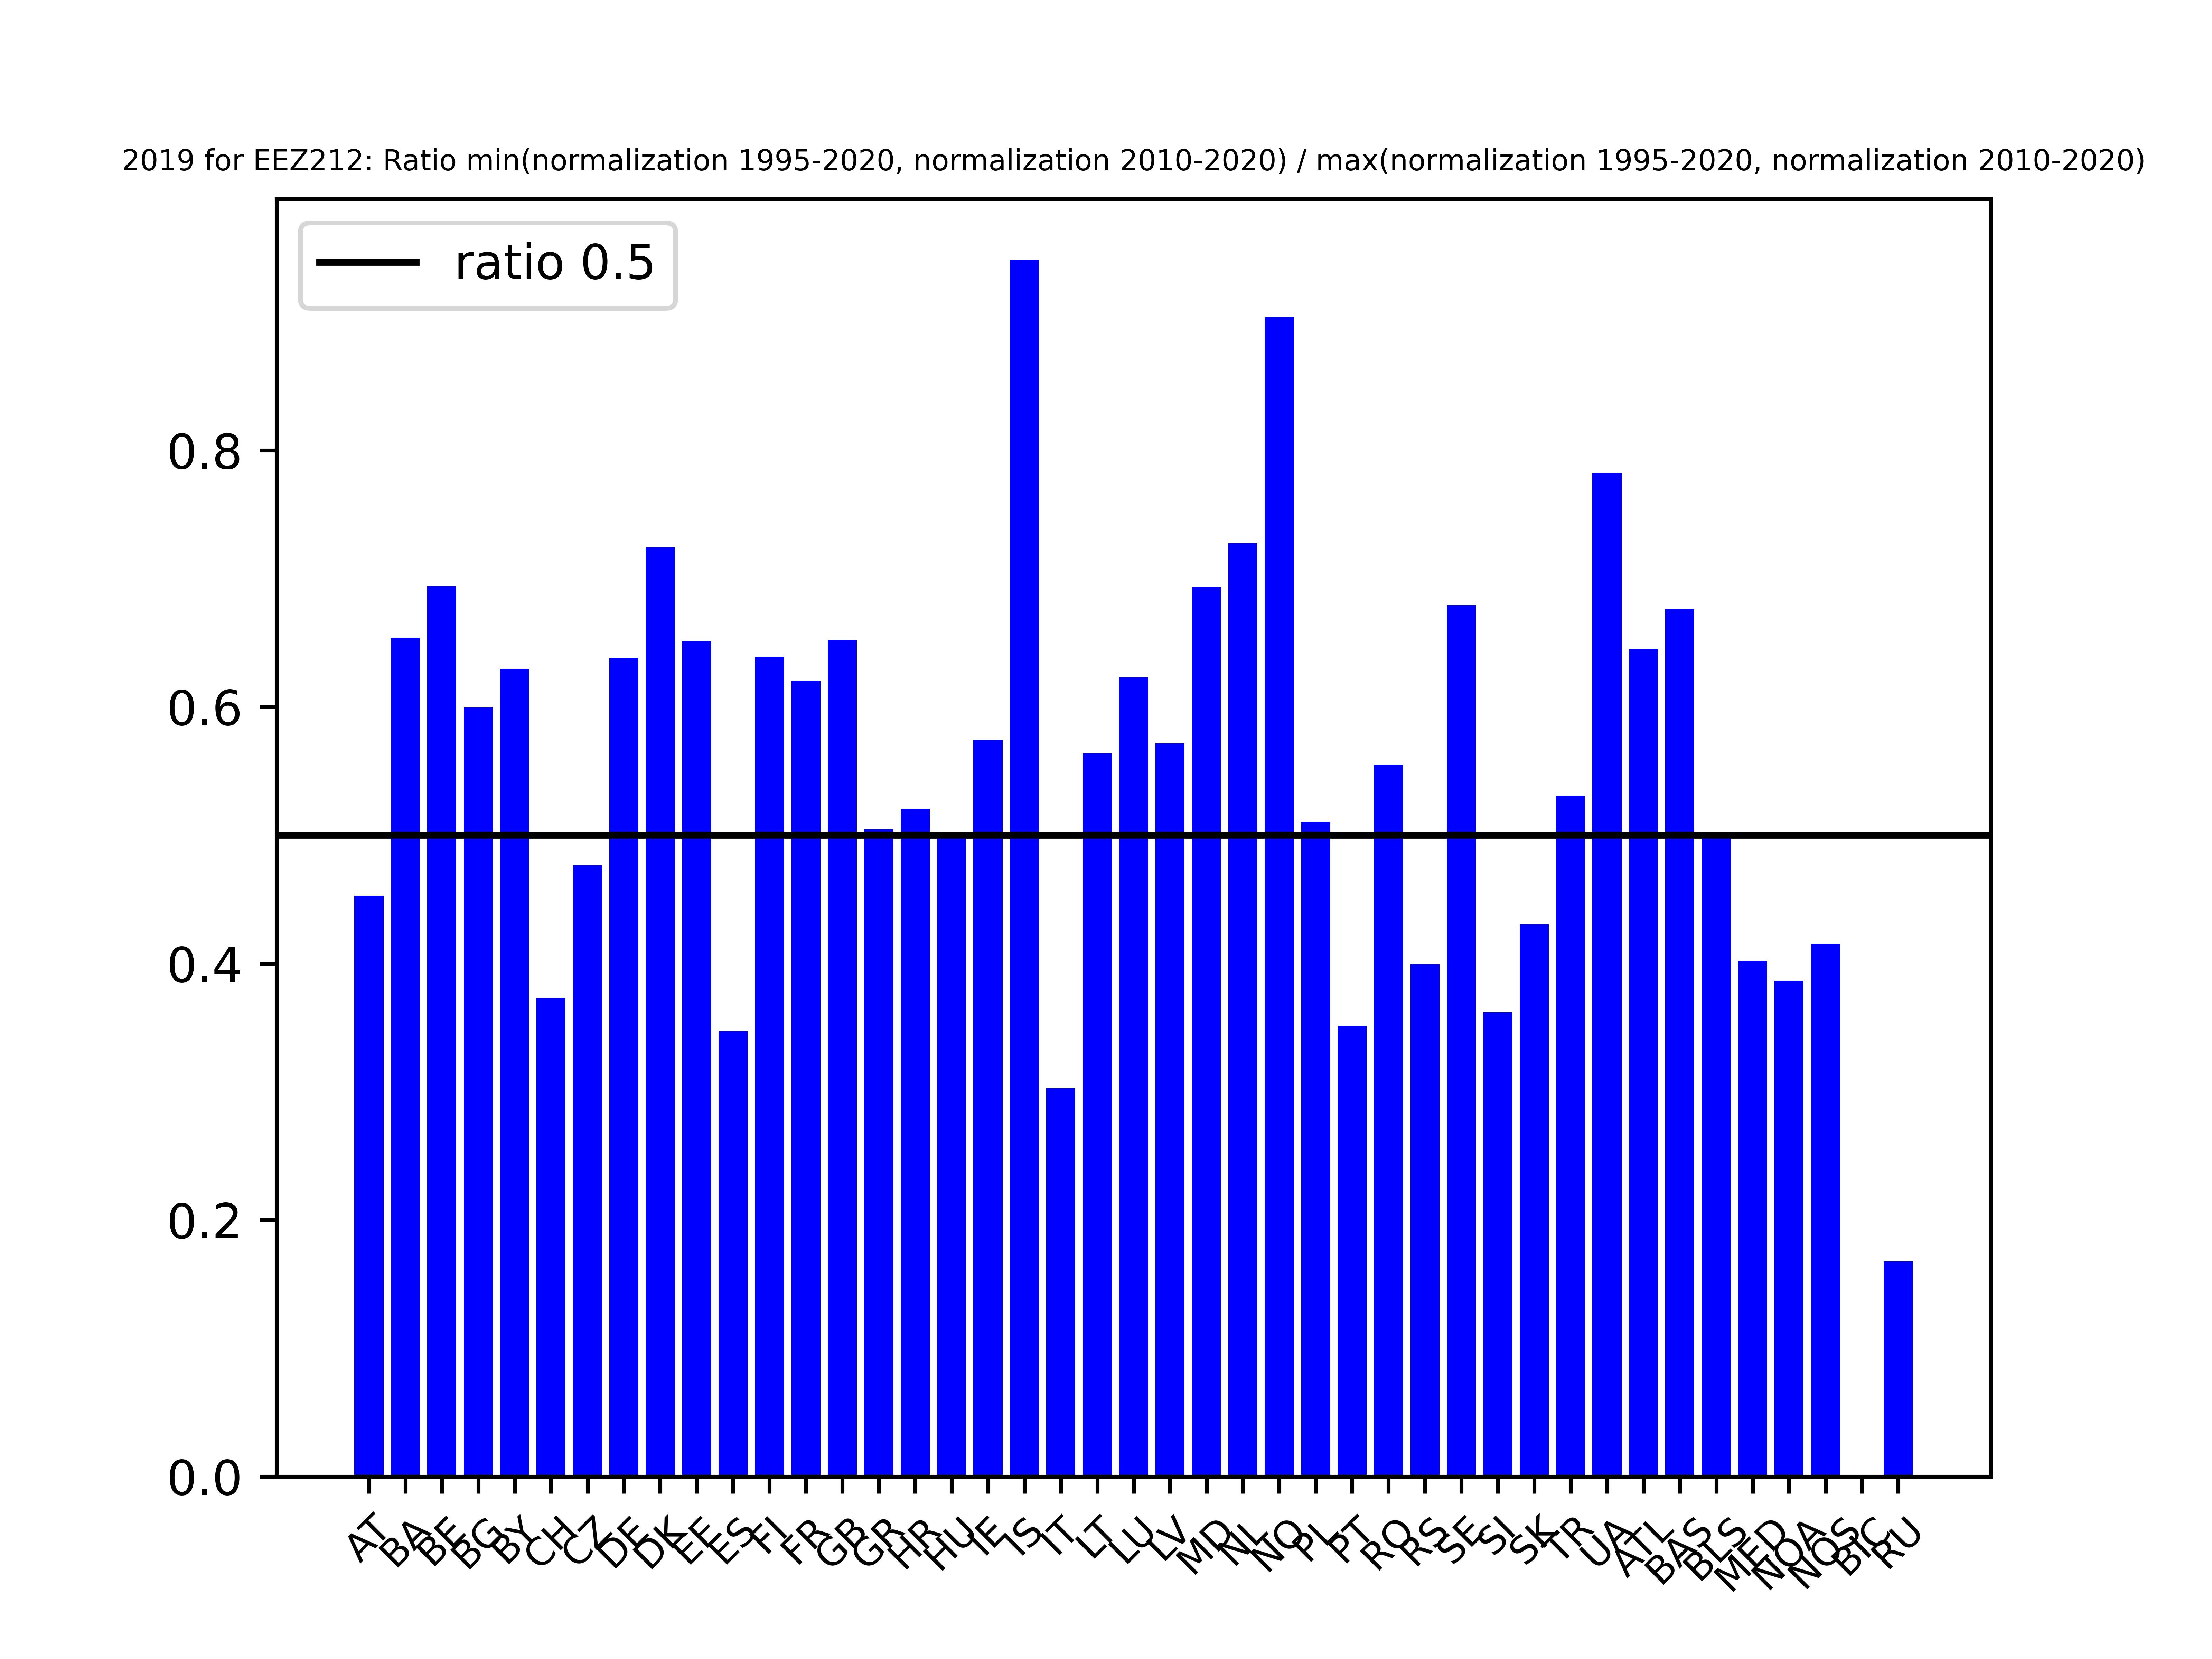 2019 for EEZ212: Ratio min(normalization 1995-2020, normalization 2010-2020) / max(normalization 1995-2020, normalization 2010-2020)
ratio 0.5
0.8
0.6
0.4
0.2
0.0
AT BA BE BG BY CH CZ DE DK EE ES FI FR GB GR HR HU IE IS IT LT LU LV MD NL NO PL PT RO RS SE SI SK TR UA ATL BAS BLS MED NOA NOS BIC RU